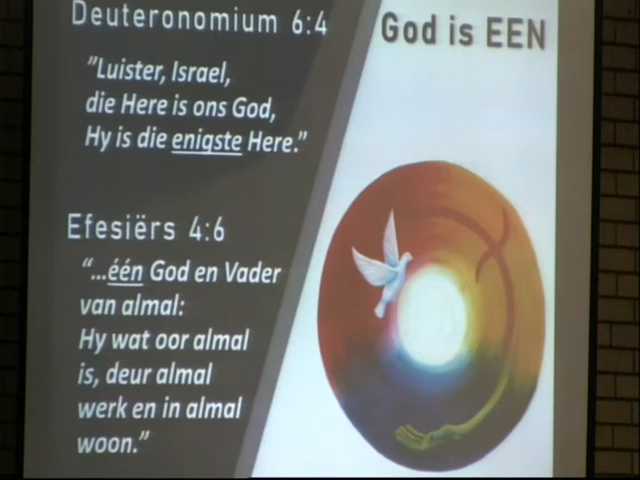 Deuteronomium 6:4
"Luister, Israel,
die Here is ons God,
Hy is die enigste Here."
Efesiërs 4:6
"...één God en Vader
van almal:
Hy wat oor almal
is, deur almal
werk en in almal
woon."
God is EEN